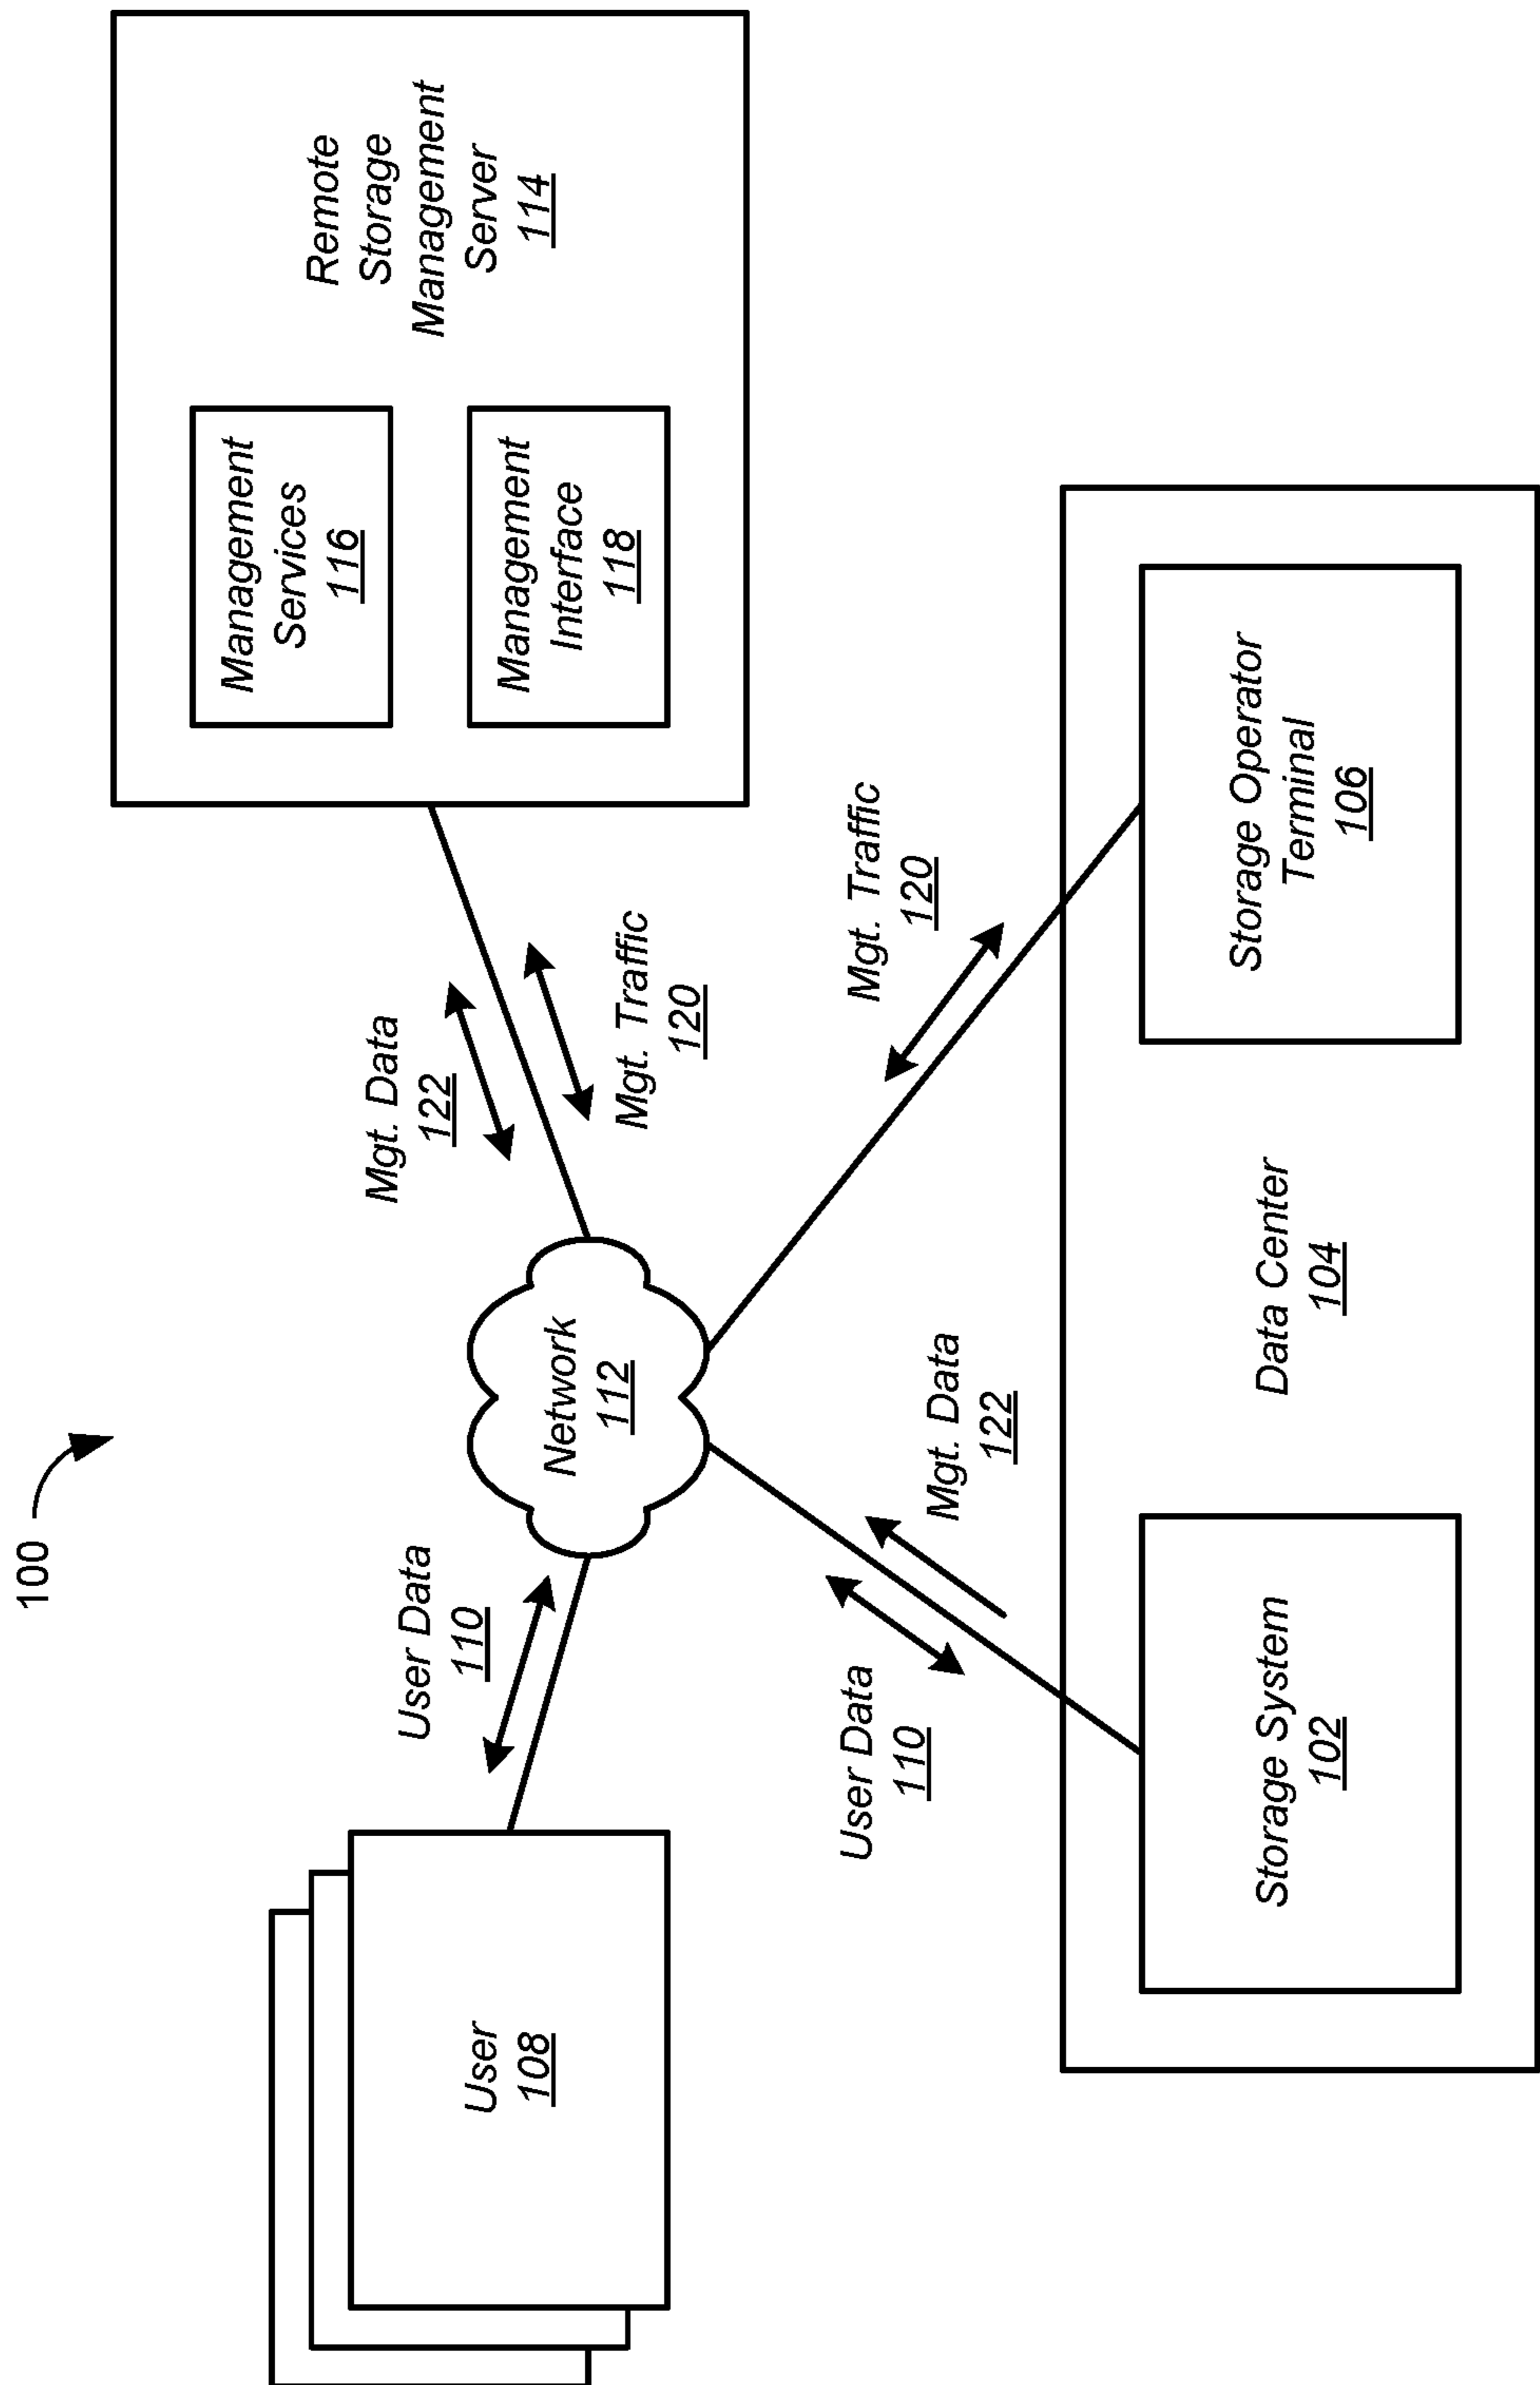 100
User
108
User Data
110
Network
112
Mgt. Data
122
Mgt. Traffic
120
Management
Services
116
Management
Interface
118
Remote
Storage
Management
Server
114
User Data
110
Mgt. Data
122
Mgt. Traffic
120
Storage System
102
Data Center
104
Storage Operator
Terminal
106